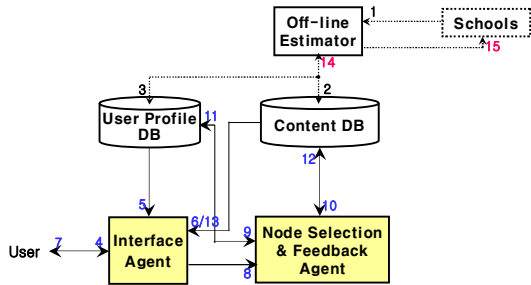 Off-line
Estimator
1
Schools
15
14
3
2
User Profile
DB
11
Content DB
12
5
6/13
10
User
7
4
Interface
Agent
9
8
Node Selection
& Feedback
Agent